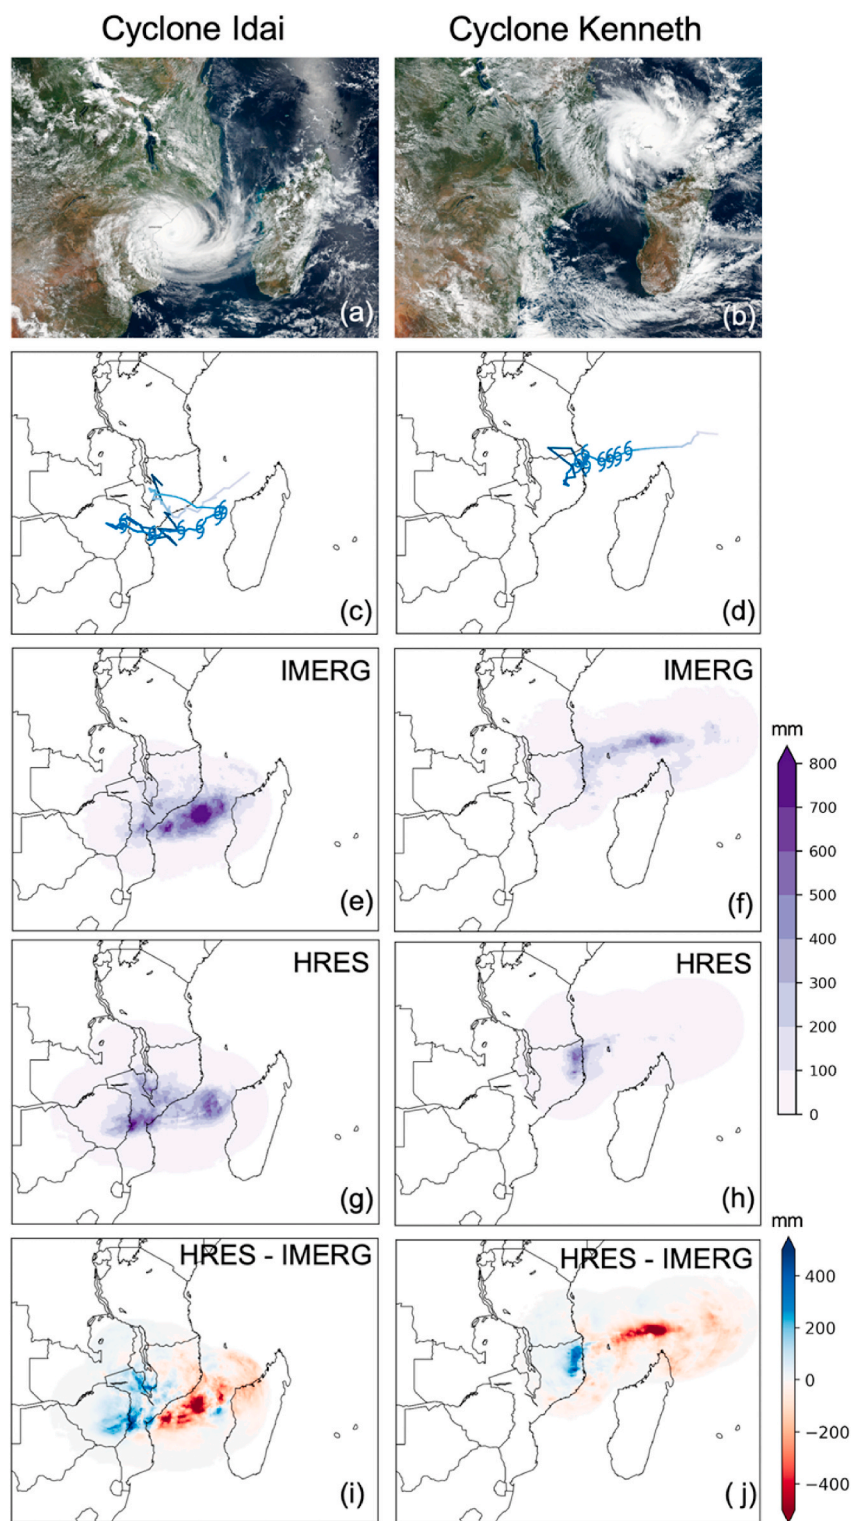 Cyclone Idai
Cyclone Kenneth
(a)
(b)
(c)
(d)
IMERG
(e)
IMERG
(f)
mm
800
700
600
500
400
300
200
100
0
HRES
(g)
HRES
(h)
HRES - IMERG
(i)
HRES - IMERG
( j)
mm
400
200
0
−200
−400